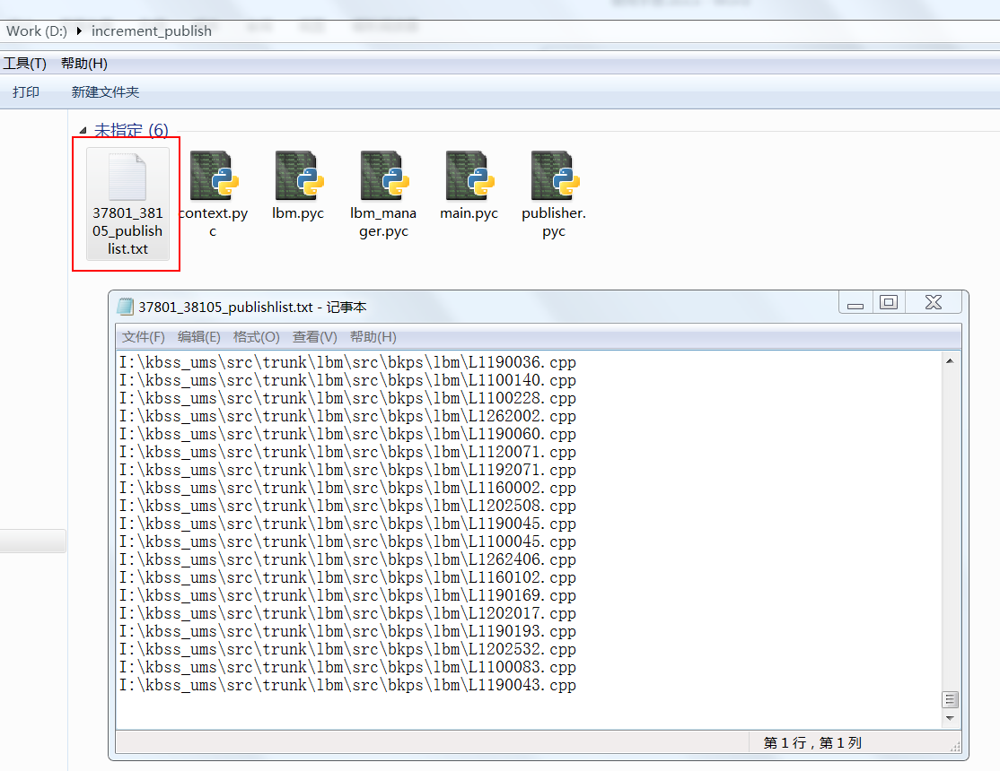 Work (D:) ▸ increment_publish
工具(T) 帮助(H)
打印 新建文件夹
未指定 (6)
37801_381
05_publish
list.txt
context.py
c
lbm.pyc
lbm_mana
ger.pyc
main.pyc
publisher.
pyc
37801_38105_publishlist.txt - 记事本
文件(F) 编辑(E) 格式(O) 查看(V) 帮助(H)
I:\kbss_ums\src\trunk\lbm\src\bkps\lbm\L1190036.cpp
I:\kbss_ums\src\trunk\lbm\src\bkps\lbm\L1100140.cpp
I:\kbss_ums\src\trunk\lbm\src\bkps\lbm\L1100228.cpp
I:\kbss_ums\src\trunk\lbm\src\bkps\lbm\L1262002.cpp
I:\kbss_ums\src\trunk\lbm\src\bkps\lbm\L1190060.cpp
I:\kbss_ums\src\trunk\lbm\src\bkps\lbm\L1120071.cpp
I:\kbss_ums\src\trunk\lbm\src\bkps\lbm\L1192071.cpp
I:\kbss_ums\src\trunk\lbm\src\bkps\lbm\L1160002.cpp
I:\kbss_ums\src\trunk\lbm\src\bkps\lbm\L1202508.cpp
I:\kbss_ums\src\trunk\lbm\src\bkps\lbm\L1190045.cpp
I:\kbss_ums\src\trunk\lbm\src\bkps\lbm\L1100045.cpp
I:\kbss_ums\src\trunk\lbm\src\bkps\lbm\L1262406.cpp
I:\kbss_ums\src\trunk\lbm\src\bkps\lbm\L1160102.cpp
I:\kbss_ums\src\trunk\lbm\src\bkps\lbm\L1190169.cpp
I:\kbss_ums\src\trunk\lbm\src\bkps\lbm\L1202017.cpp
I:\kbss_ums\src\trunk\lbm\src\bkps\lbm\L1190193.cpp
I:\kbss_ums\src\trunk\lbm\src\bkps\lbm\L1202532.cpp
I:\kbss_ums\src\trunk\lbm\src\bkps\lbm\L1100083.cpp
I:\kbss_ums\src\trunk\lbm\src\bkps\lbm\L1190043.cpp
第 1 行，第 1 列